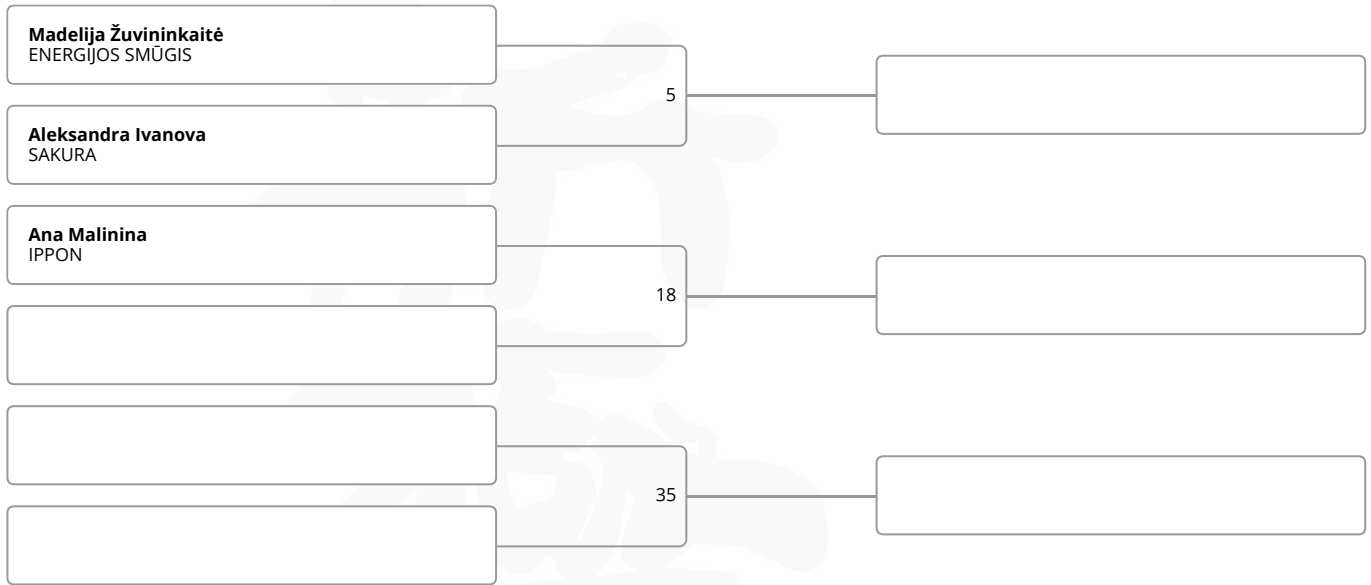 Madelija Žuvininkaitė
ENERGIJOS SMŪGIS
5
Aleksandra Ivanova
SAKURA
Ana Malinina
IPPON
18
35